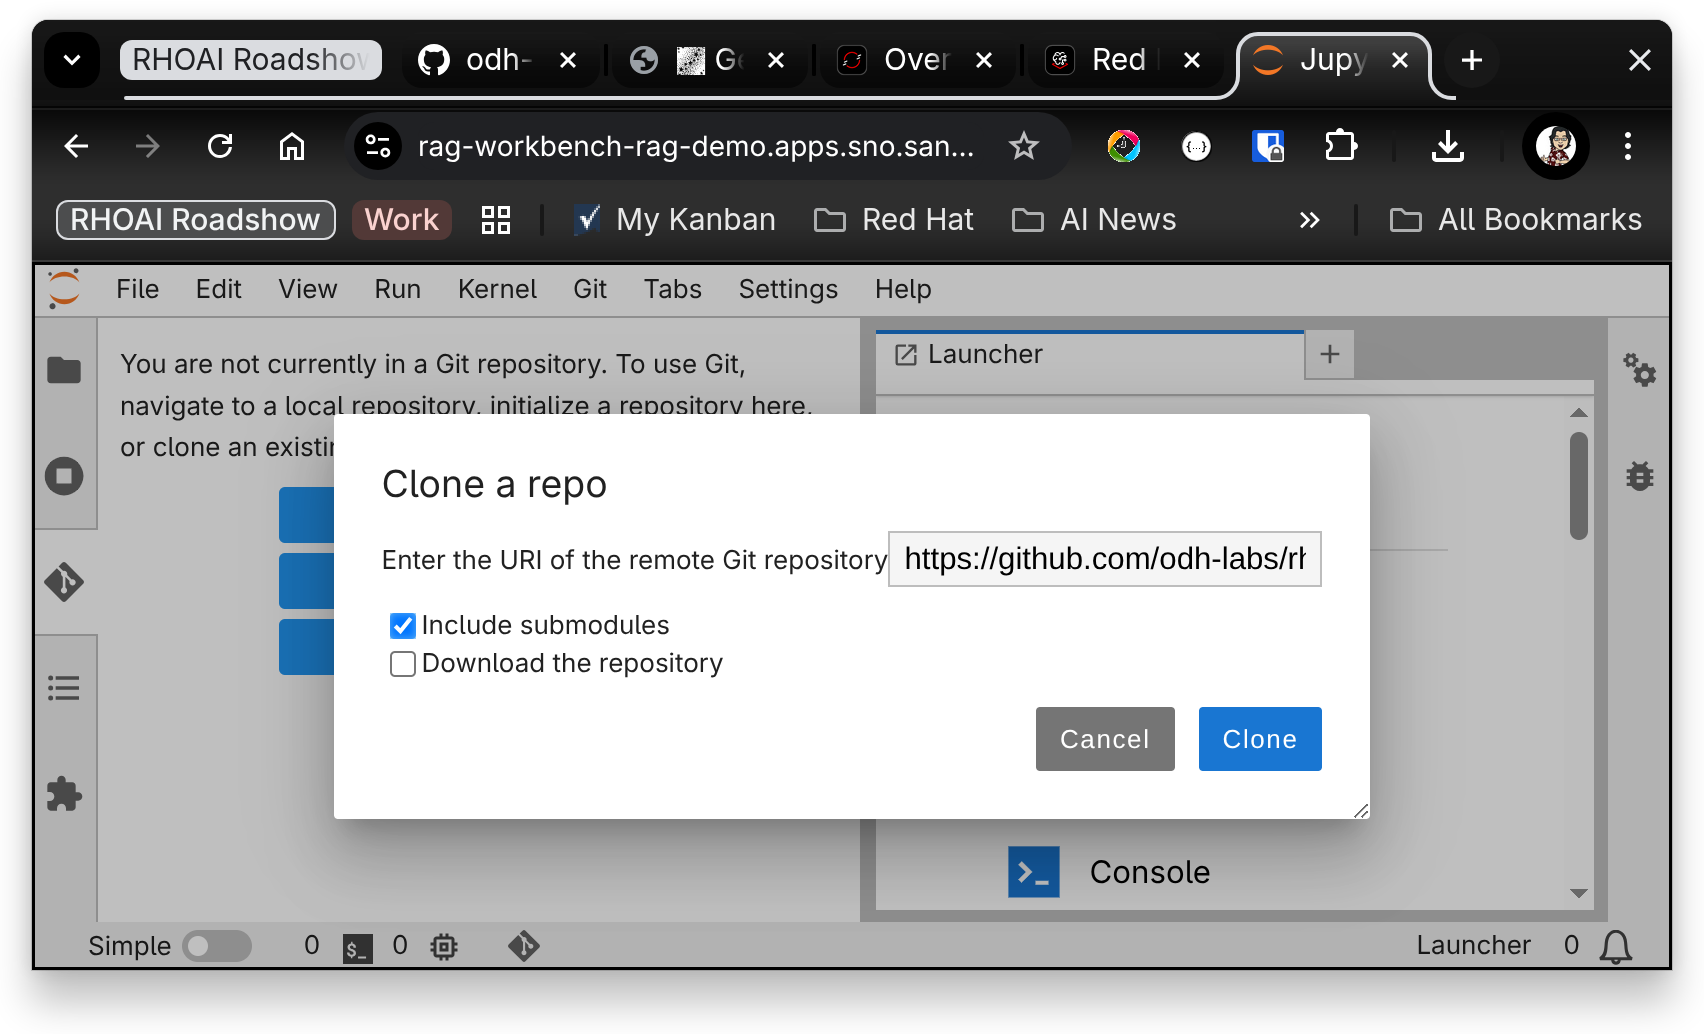 RHOAI Roadshow
odh-
Ge
Over
Red
Jupy
rag-workbench-rag-demo.apps.sno.san...
RHOAI Roadshow Work My Kanban Red Hat AI News All Bookmarks
File Edit View Run Kernel Git Tabs Settings Help
You are not currently in a Git repository. To use Git,
navigate to a local repository, initialize a repository here,
or clone an existin
Launcher
Clone a repo
Enter the URI of the remote Git repository https://github.com/odh-labs/rh
Include submodules
Download the repository
Cancel Clone
Console
Simple 0 $_ 0 Launcher 0